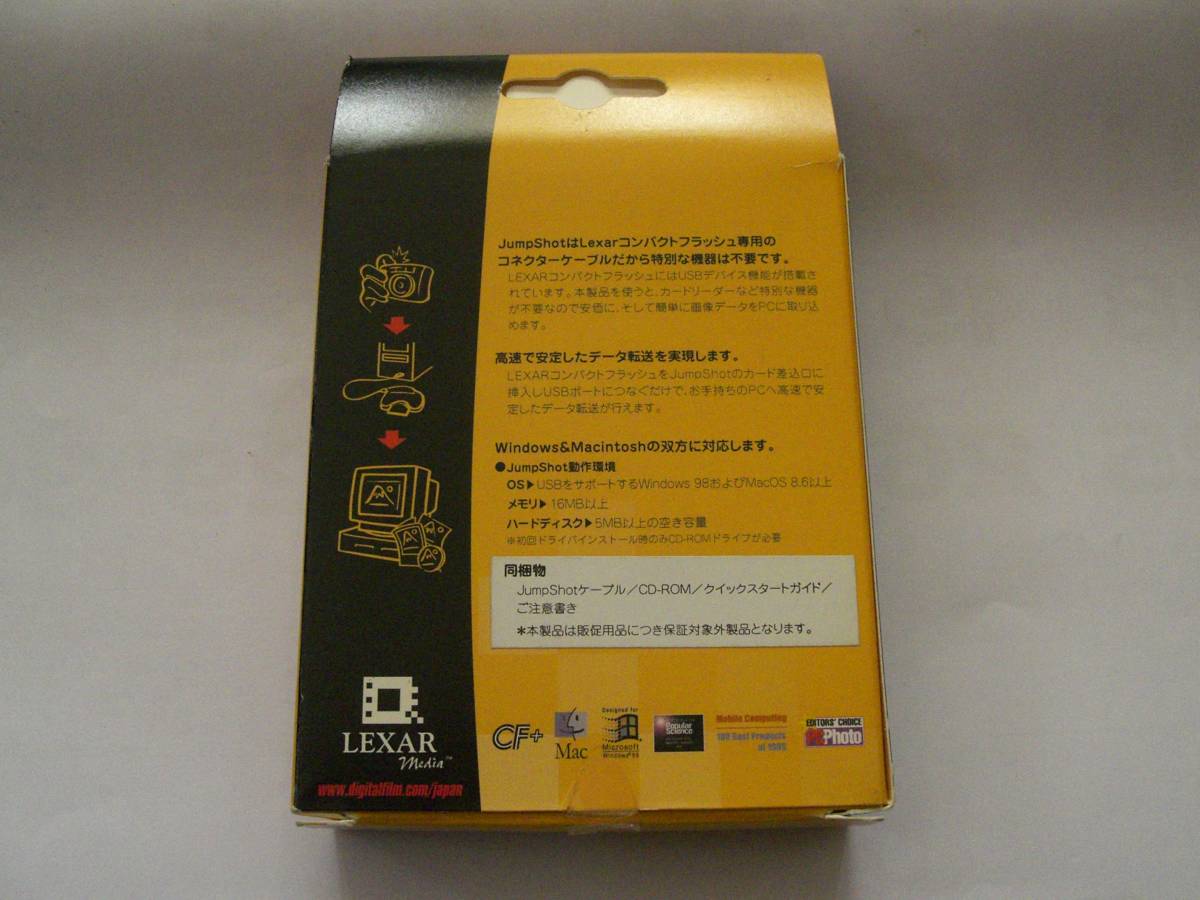 JumpShotはLexarコンパクトフラッシュ専用の
コネクターケーブルだから特別な機器は不要です。
LEXARコンパクトフラッシュにはUSBデバイス機能が搭載さ
れています。本製品を使うと、カードリーダーなど特別な機器
が不要なので安価に、そして簡単に画像データをPCに取り込
めます。
高速で安定したデータ転送を実現します。
LEXARコンパクトフラッシュをJumpShotのカード差込口に
挿入しUSBポートにつなぐだけで、お手持ちのPCへ高速で安
定したデータ転送が行えます。
Windows&Macintoshの双方に対応します。
●JumpShot動作環境
OS▶USBをサポートするWindows 98およびMacOS 8.6以上
メモリ▶16MB以上
ハードディスク▶5MB以上の空き容量
※初回ドライバインストール時のみCD-ROMドライブが必要
同梱物
JumpShotケーブル／CD-ROM／クイックスタートガイド／
ご注意書き
*本製品は販促用品につき保証対象外製品となります。
LEXAR
Media™
www.digitalfilm.com/japan
CF+
Mac
Designed for
Microsoft
Windows 98
Popular
Science
Mobile Computing
100 Best Products
of 1999
EDITORS' CHOICE
Photo